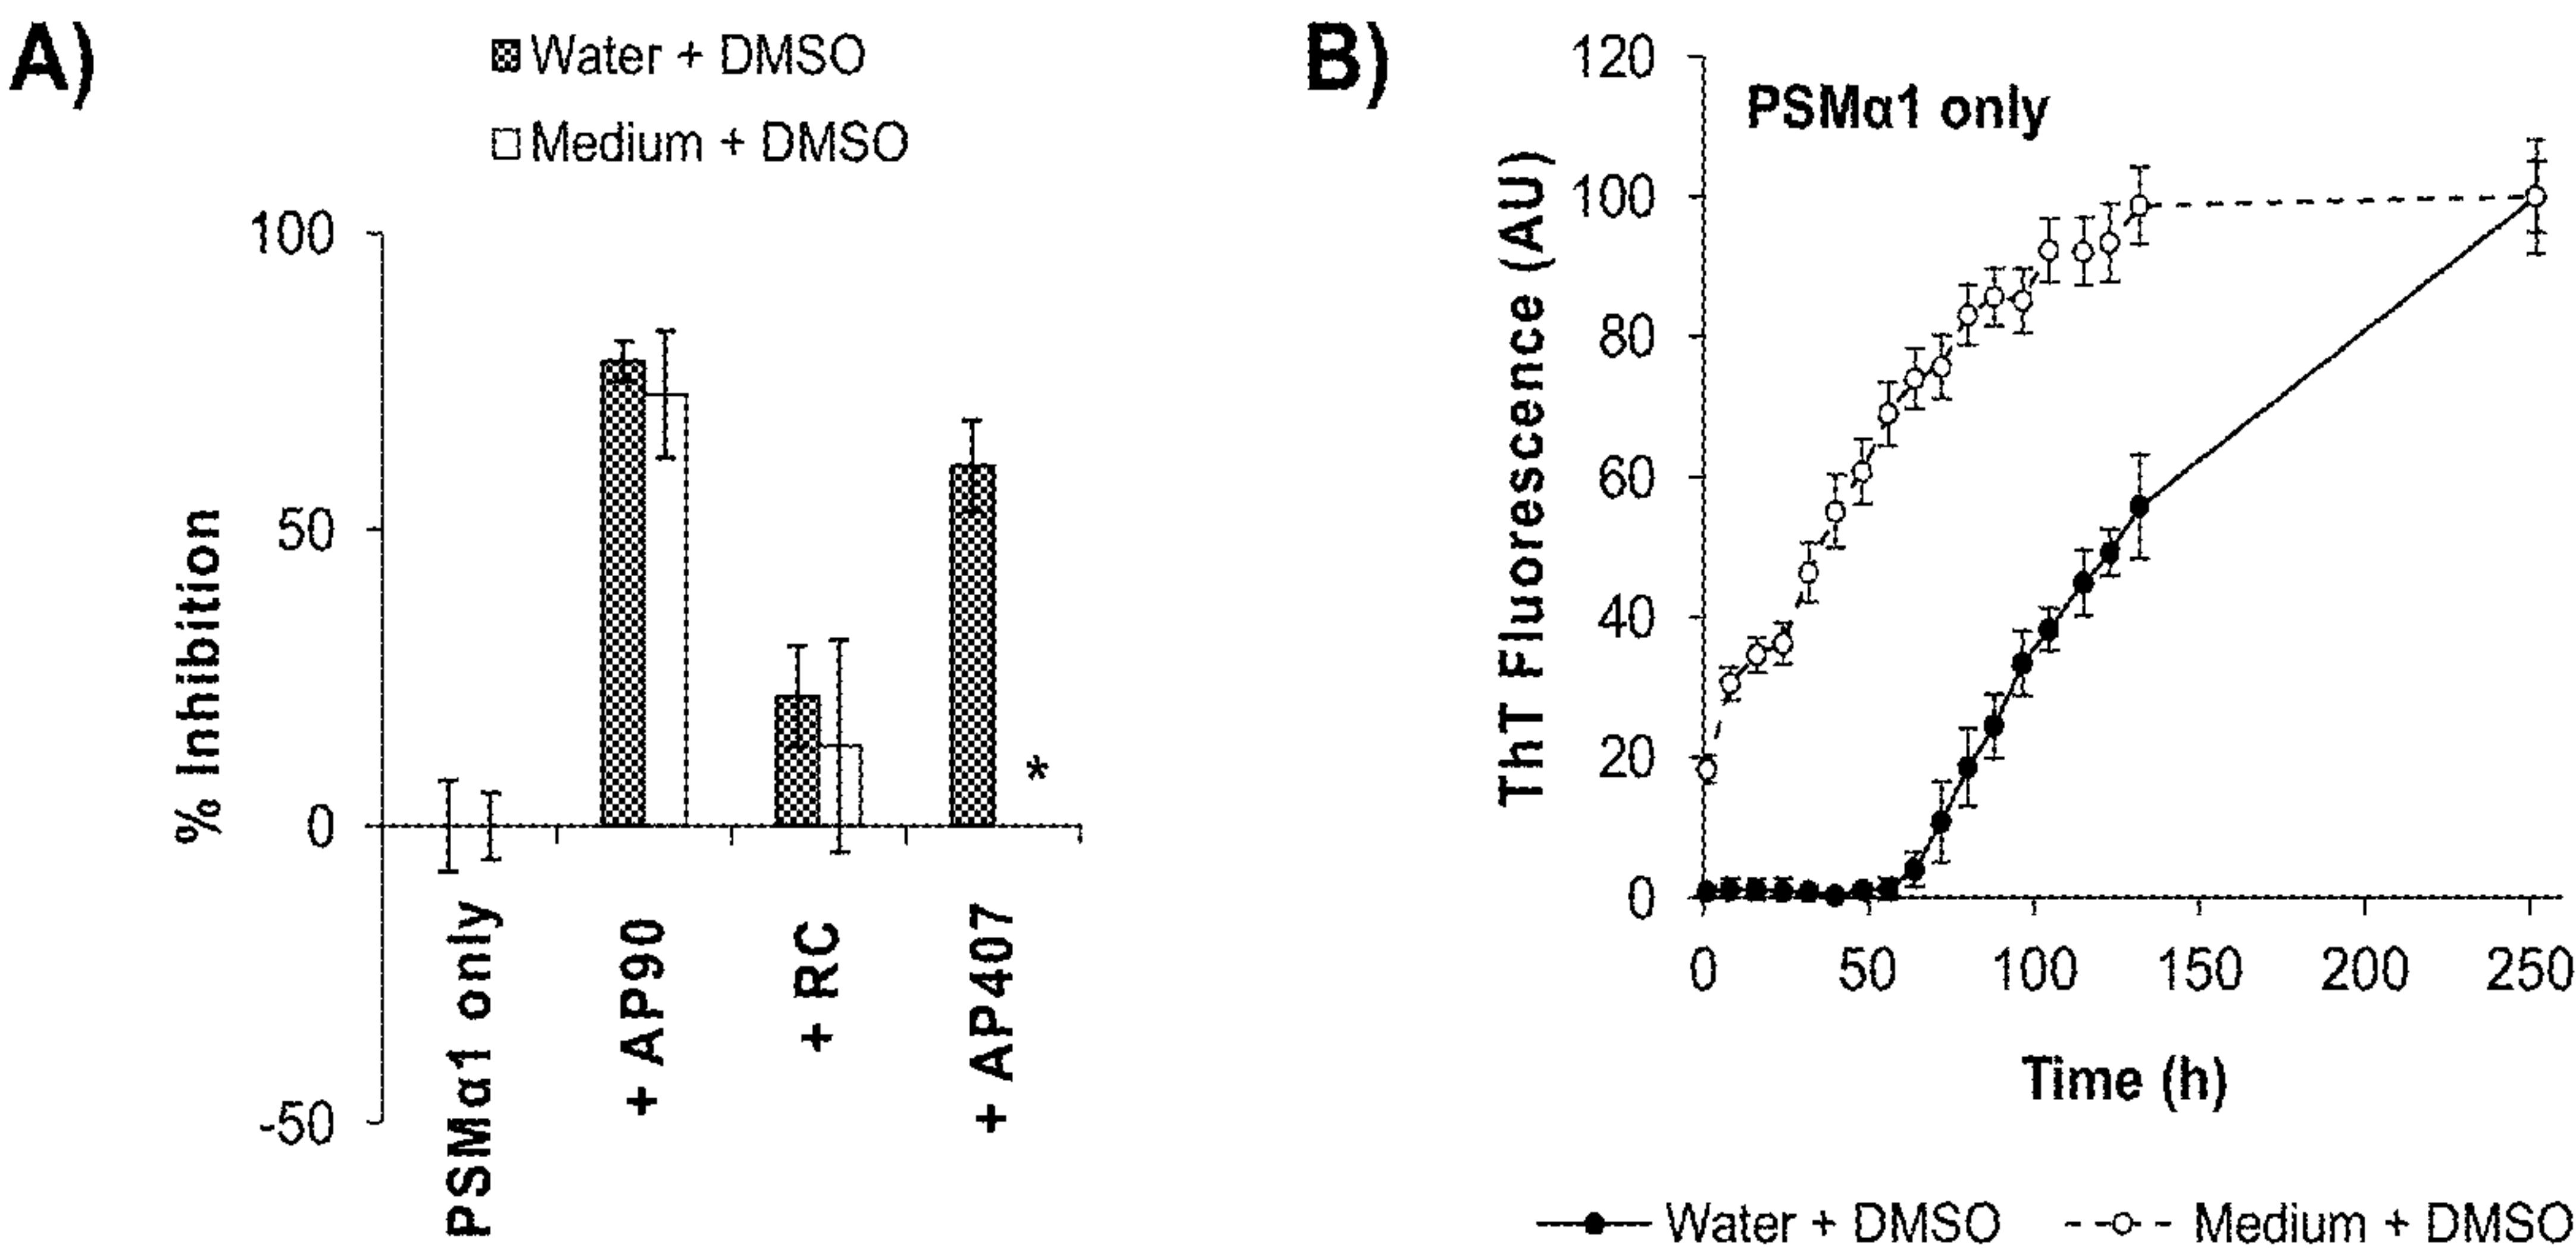 A)
Water + DMSO
Medium + DMSO
100
50
0
-50
% Inhibition
PSMα1 only
+ AP90
+ RC
+ AP407
*
B)
PSMα1 only
120
100
80
60
40
20
0
ThT Fluorescence (AU)
0 50 100 150 200 250
Time (h)
Water + DMSO Medium + DMSO